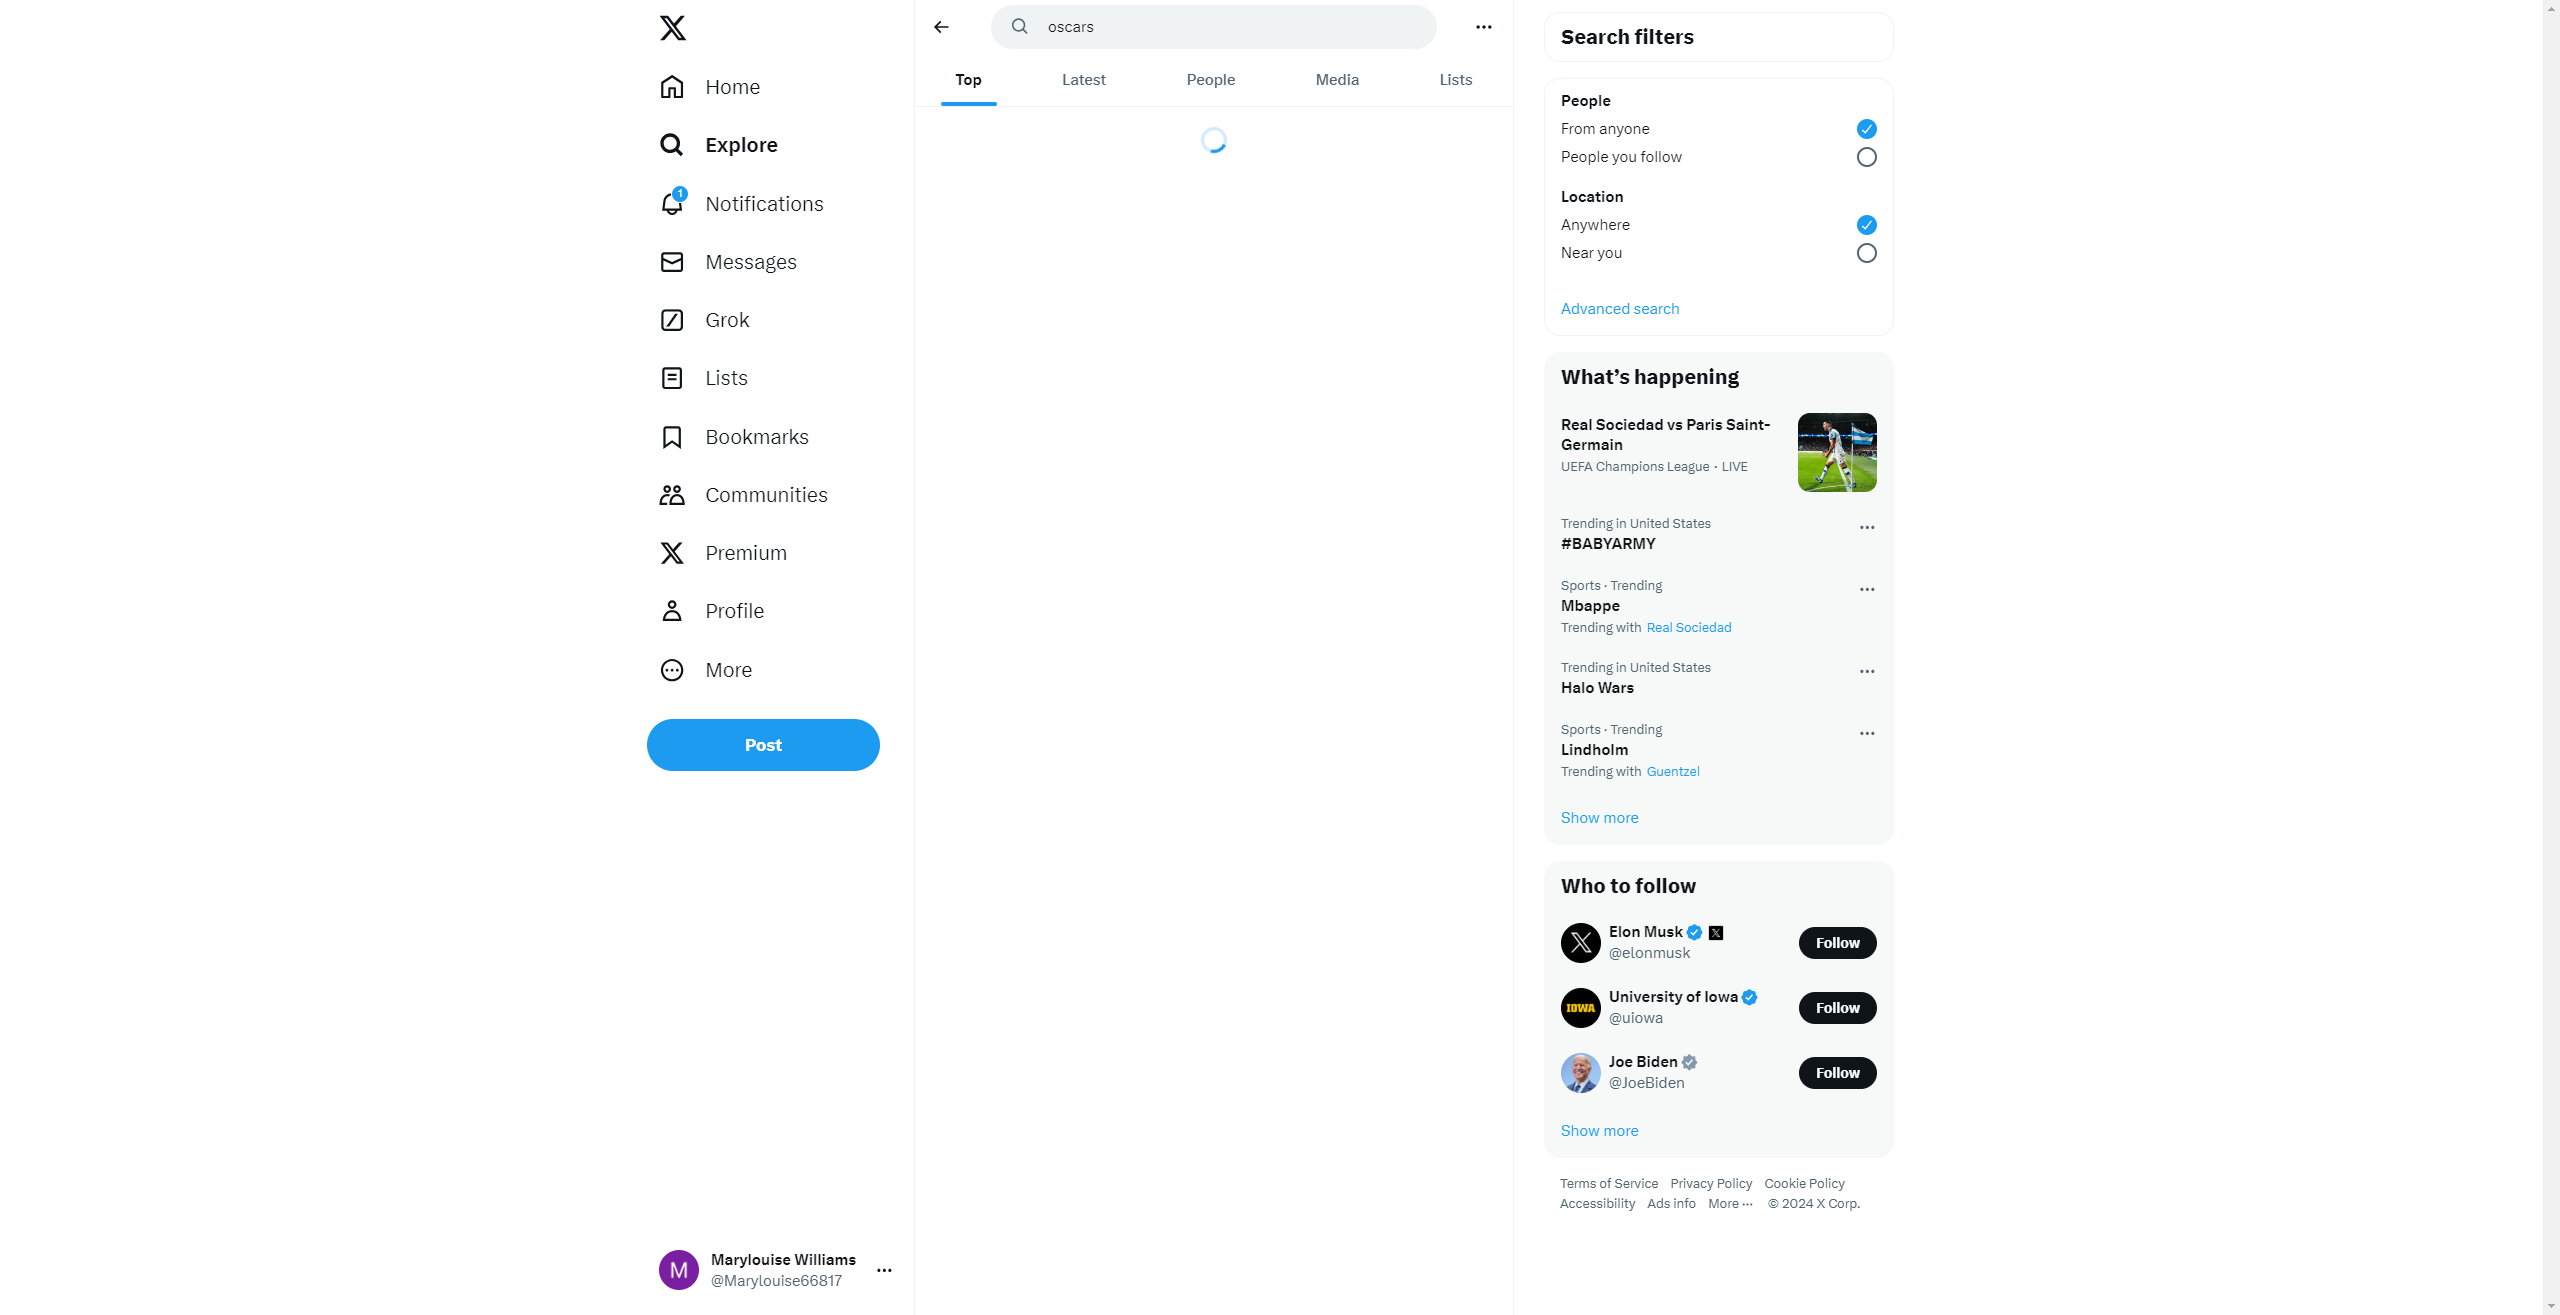 Home
Explore
1
Notifications
Messages
Grok
Lists
Bookmarks
Communities
Premium
Profile
More
Post
M
Marylouise Williams
@Marylouise66817
oscars
Top Latest People Media Lists
Search filters
People
From anyone
People you follow
Location
Anywhere
Near you
Advanced search
What’s happening
Real Sociedad vs Paris Saint-
Germain
UEFA Champions League · LIVE
Trending in United States
#BABYARMY
Sports · Trending
Mbappe
Trending with Real Sociedad
Trending in United States
Halo Wars
Sports · Trending
Lindholm
Trending with Guentzel
Show more
Who to follow
Elon Musk
@elonmusk
Follow
IOWA
University of Iowa
@uiowa
Follow
Joe Biden
@JoeBiden
Follow
Show more
Terms of Service Privacy Policy Cookie Policy
Accessibility Ads info More ··· © 2024 X Corp.